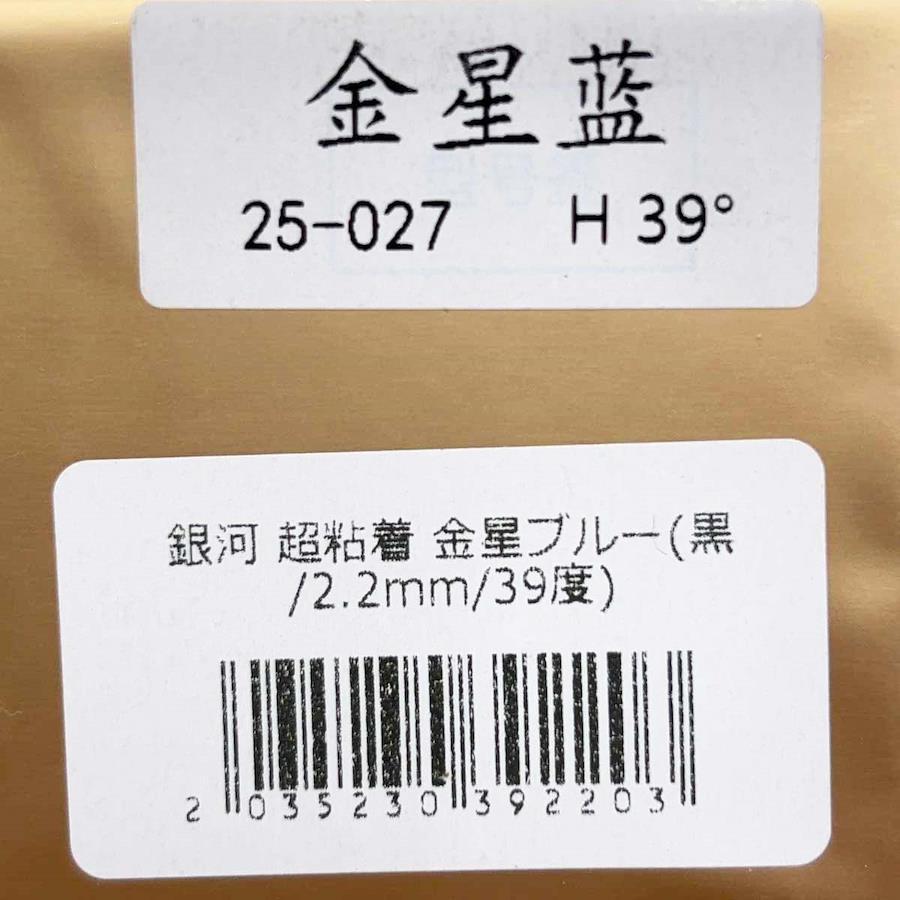 金星蓝
25-027 H 39°
銀河 超粘着 金星ブルー(黒
/2.2mm/39度)
2 035230 392203